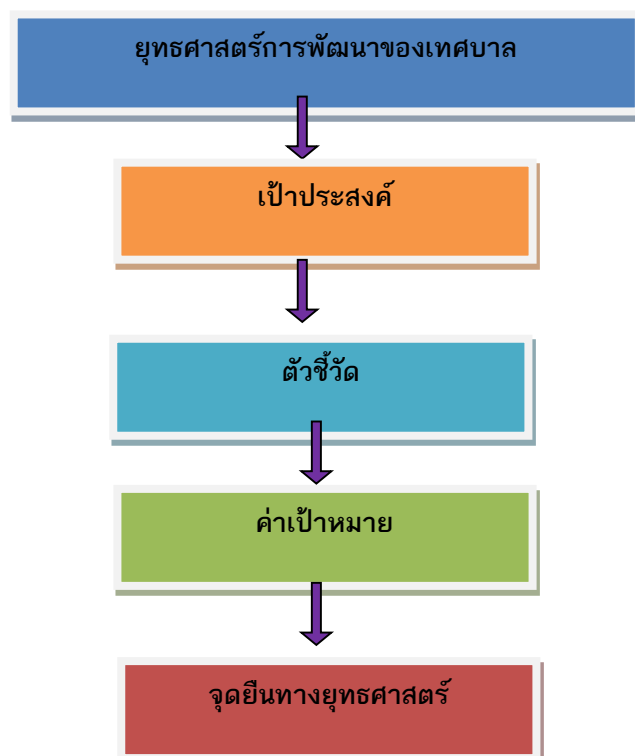 ยุทธศาสตร์การพัฒนาของเทศบาล
เป้าประสงค์
ตัวชี้วัด
ค่าเป้าหมาย
จุดยืนทางยุทธศาสตร์